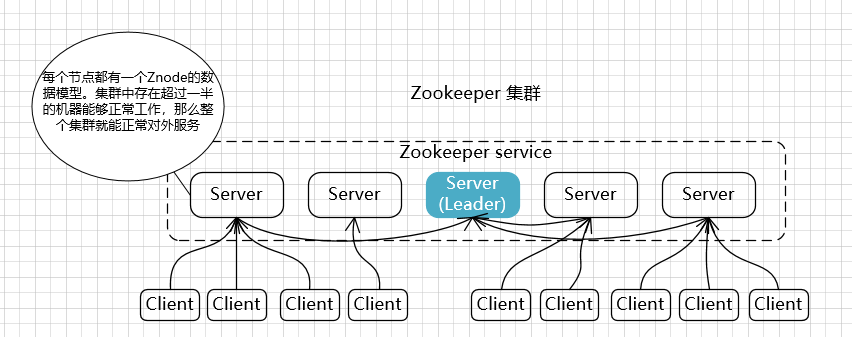 每个节点都有一个Znode的数
据模型。集群中存在超过一半
的机器能够正常工作，那么整
个集群就能正常对外服务
Zookeeper 集群
Zookeeper service
Server
Server
Server
(Leader)
Server
Server
Client
Client
Client
Client
Client
Client
Client
Client
Client